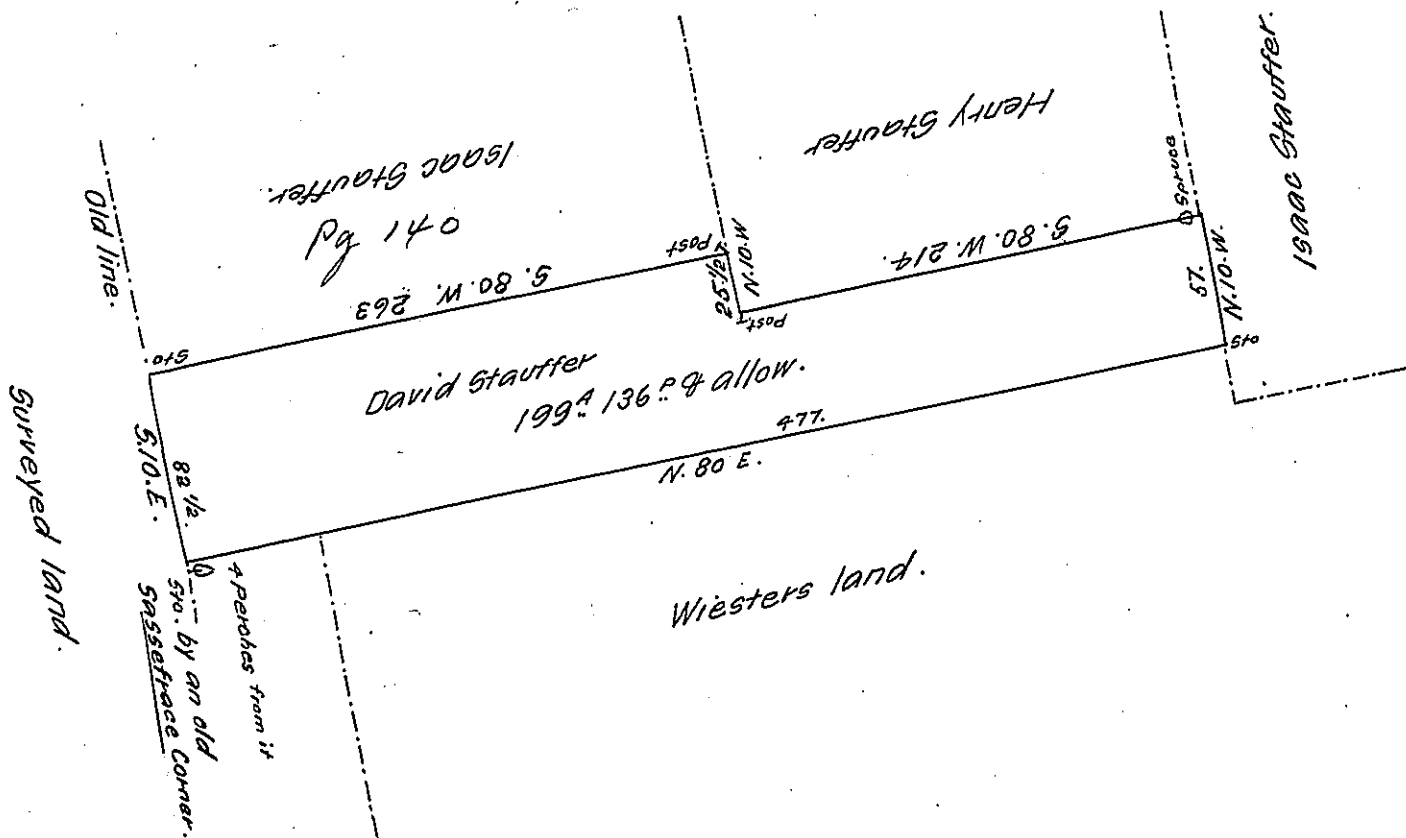 Isaac Stauffer.
Henry Stauffer
Isaac Stauffer.
Pg 140
Old line.
Spruce
S. 80. W. 214.
N. 10. W.
25 1/2
Post
S. 80. W. 263
Post
57.
N. 10. W.
Sto
Sto.
David Stauffer
199A 136P & allow.
477.
N. 80 E.
S. 10. E.
82 1/2.
Surveyed land.
4 perches from it
Sto. by an old
Sassefrace Corner.
Wiesters land.